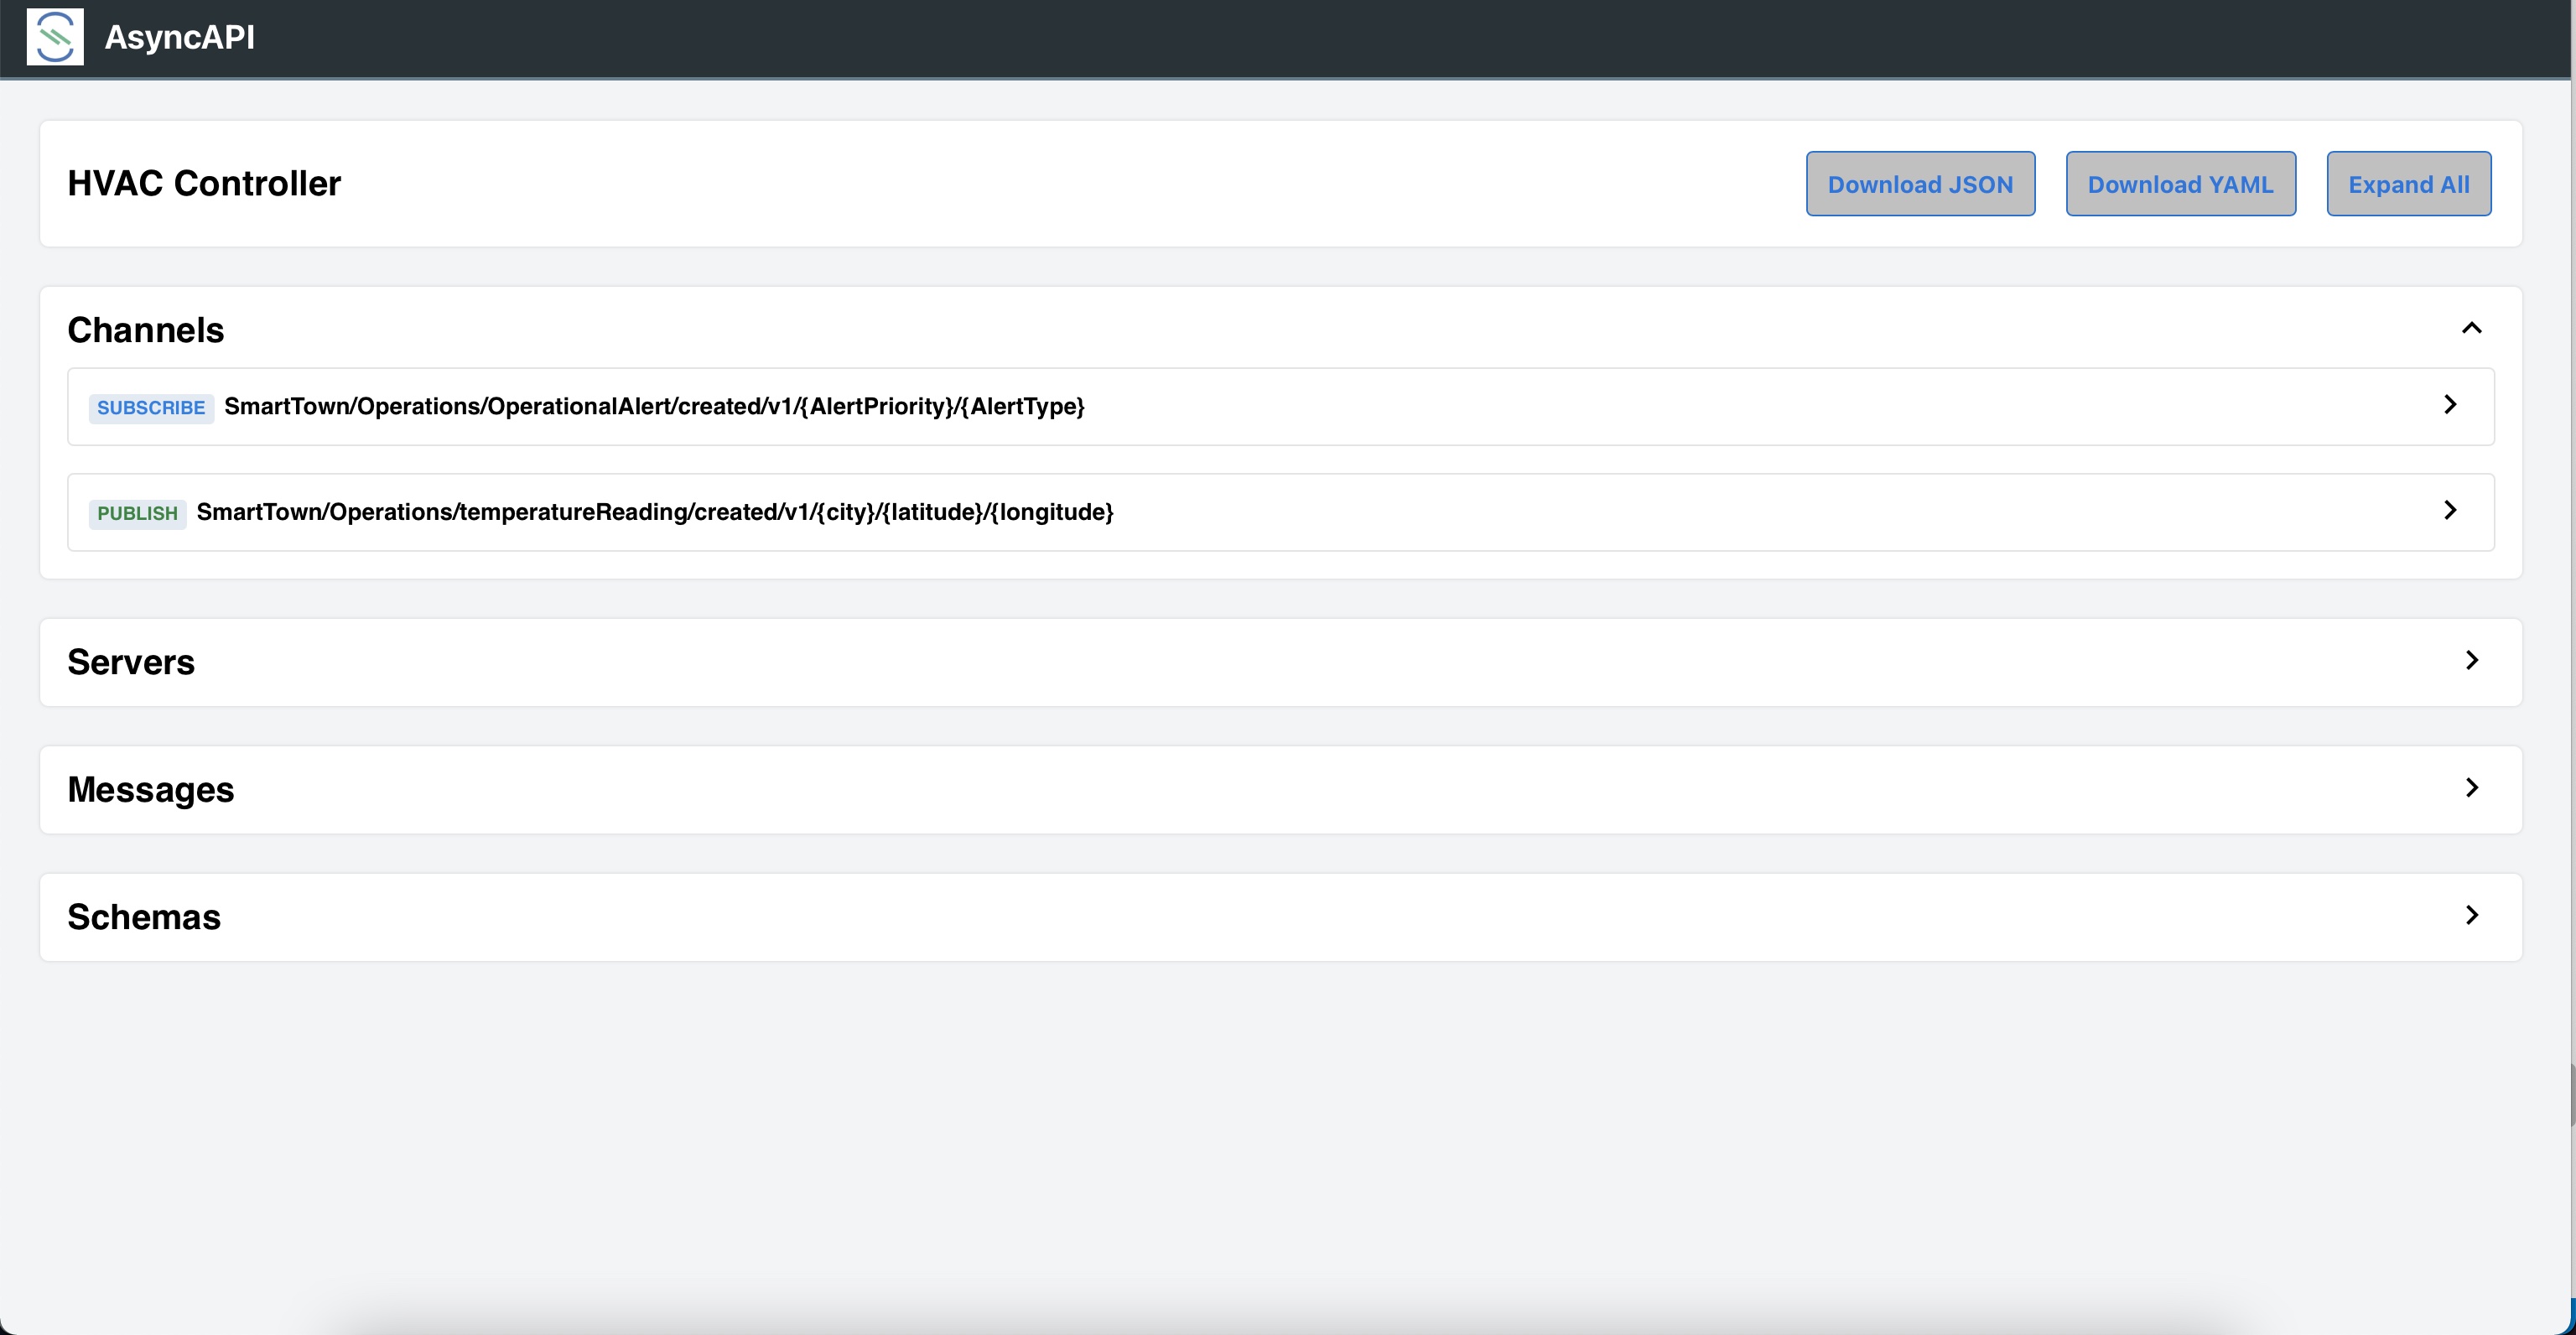 AsyncAPI
HVAC Controller
Download JSON
Download YAML
Expand All
Channels
SUBSCRIBE SmartTown/Operations/OperationalAlert/created/v1/{AlertPriority}/{AlertType}
PUBLISH SmartTown/Operations/temperatureReading/created/v1/{city}/{latitude}/{longitude}
Servers
Messages
Schemas